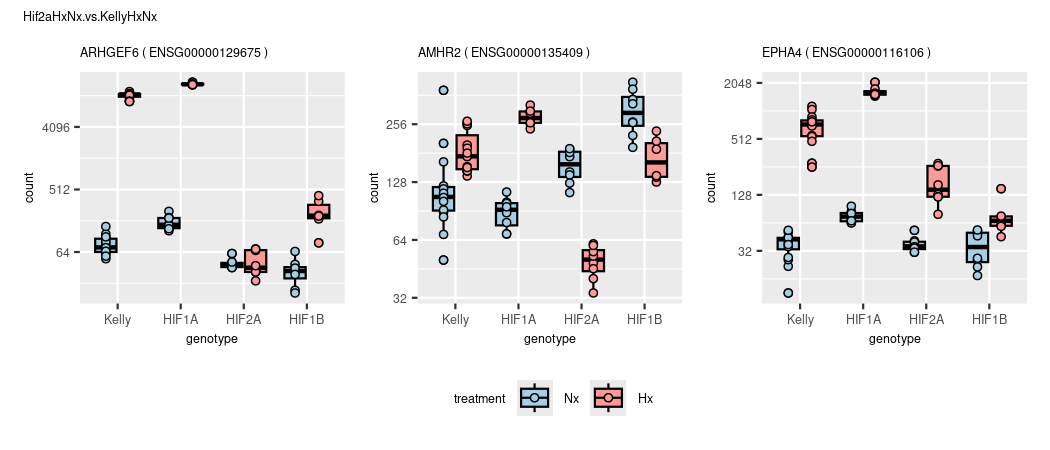 Hif2aHxNx.vs.KellyHxNx
ARHGEF6 ( ENSG00000129675 )
AMHR2 ( ENSG00000135409 )
EPHA4 ( ENSG00000116106 )
count
4096
512
64
Kelly
HIF1A
HIF2A
HIF1B
genotype
count
256
128
64
32
Kelly
HIF1A
HIF2A
HIF1B
genotype
count
2048
512
128
32
Kelly
HIF1A
HIF2A
HIF1B
genotype
treatment
Nx
Hx